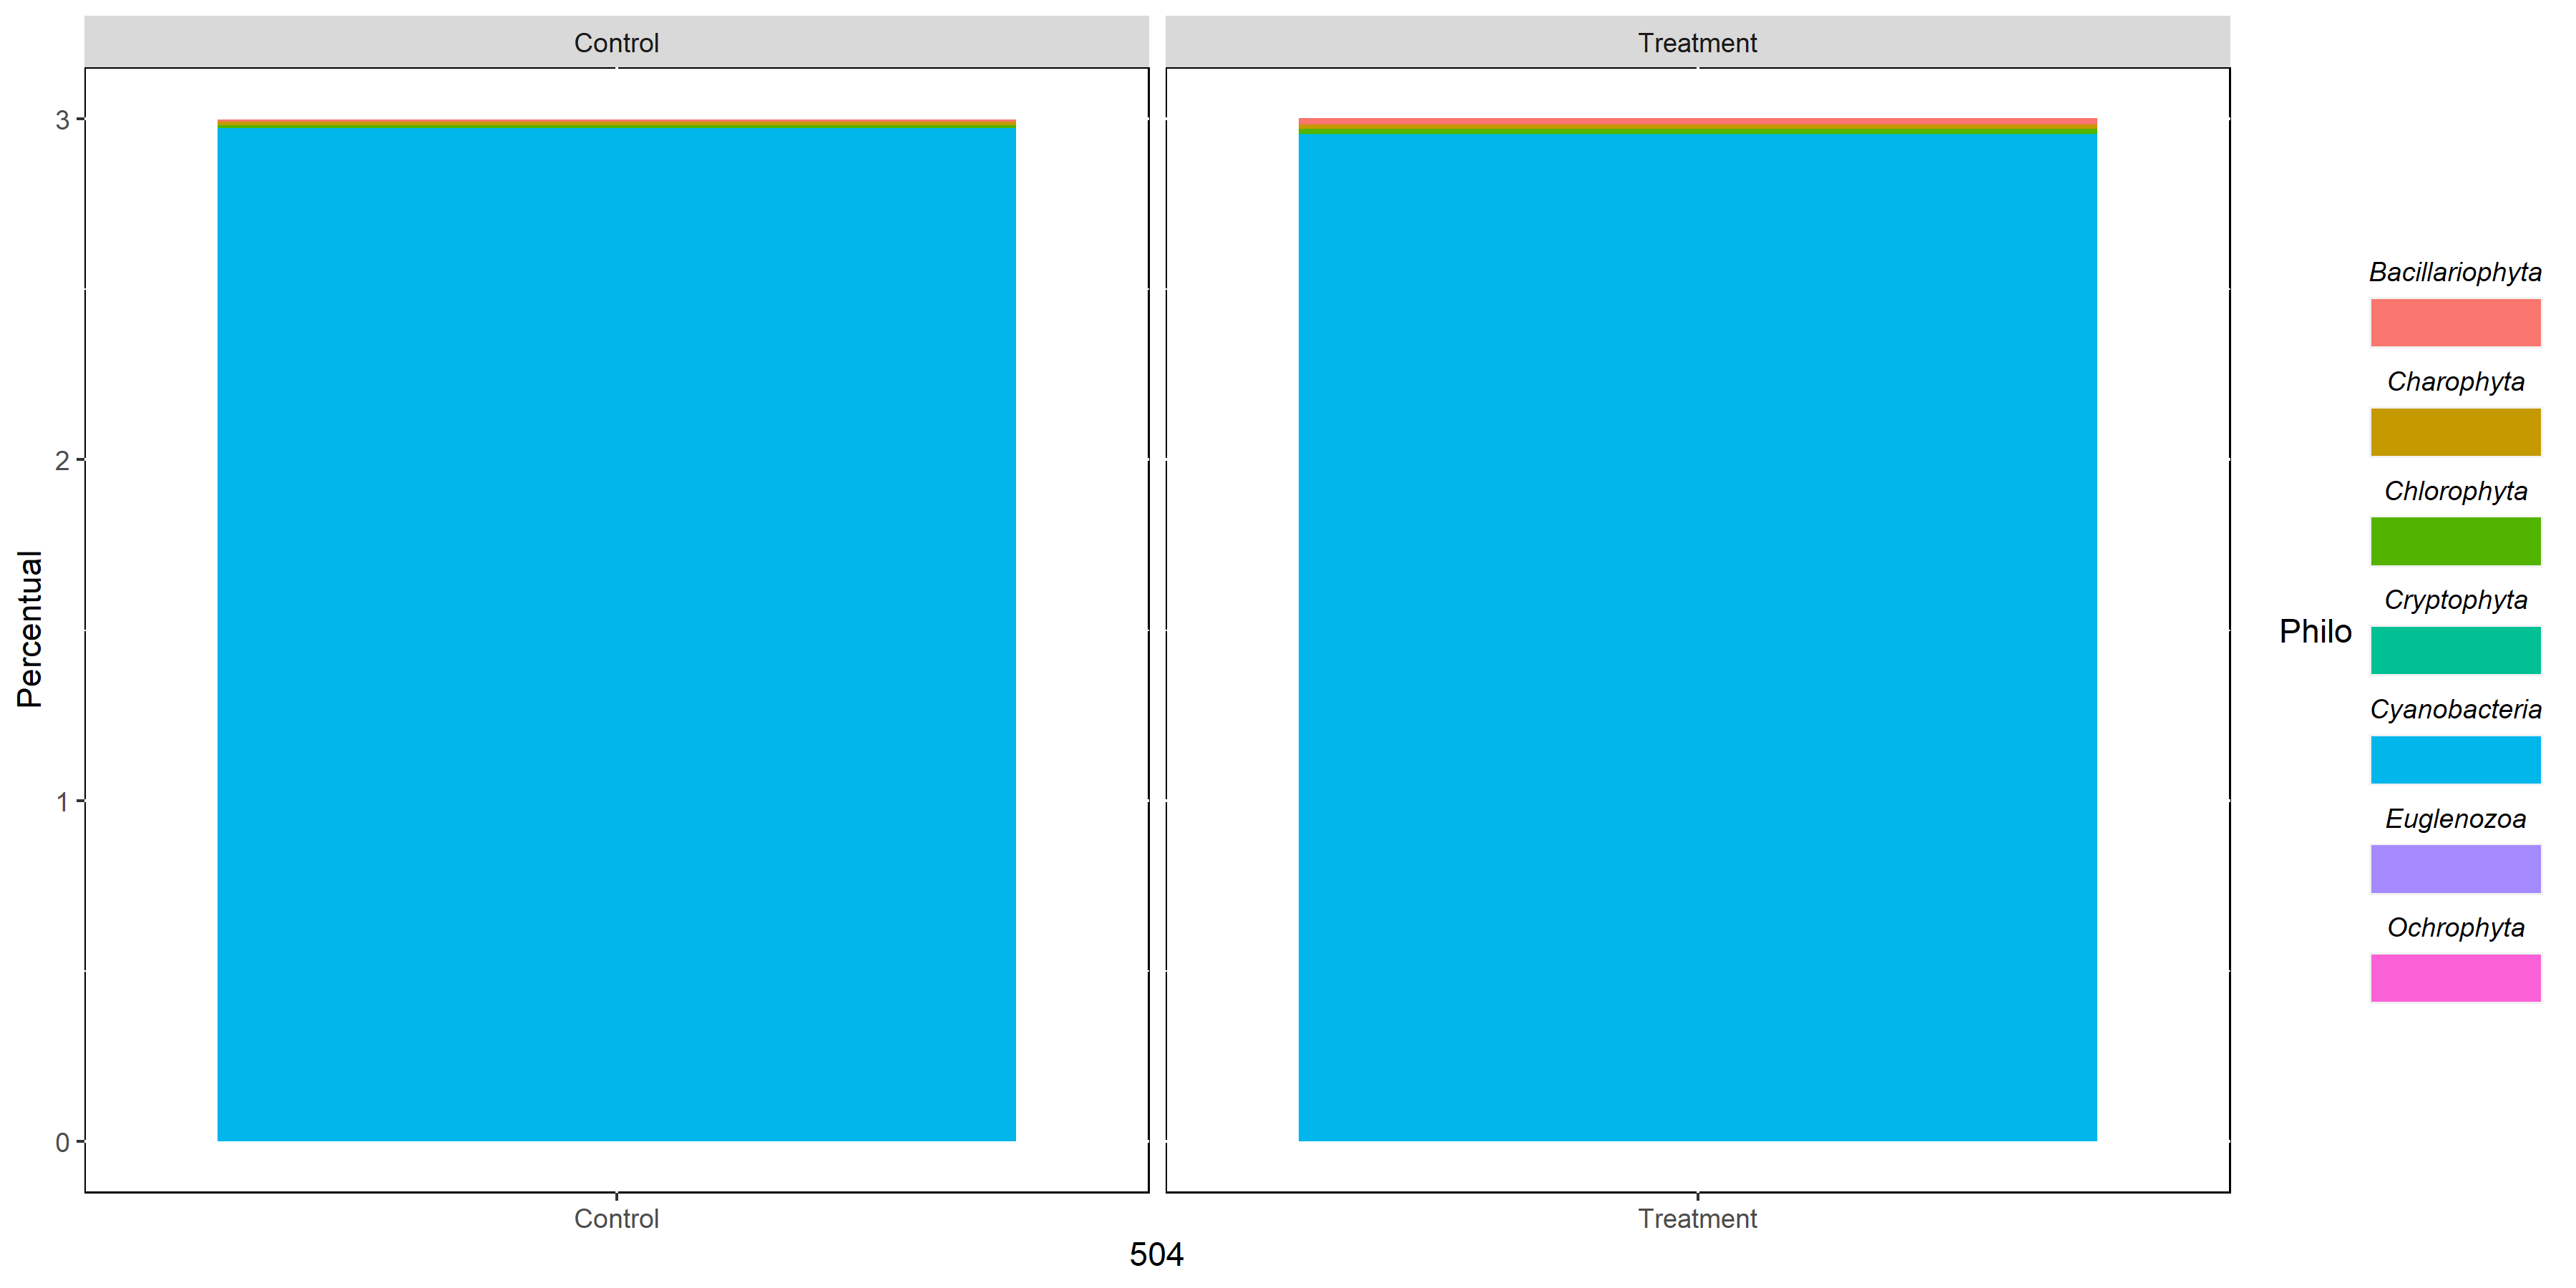 Control
Treatment
3
2
1
0
Percentual
Control
Treatment
504
Philo
Bacillariophyta
Charophyta
Chlorophyta
Cryptophyta
Cyanobacteria
Euglenozoa
Ochrophyta